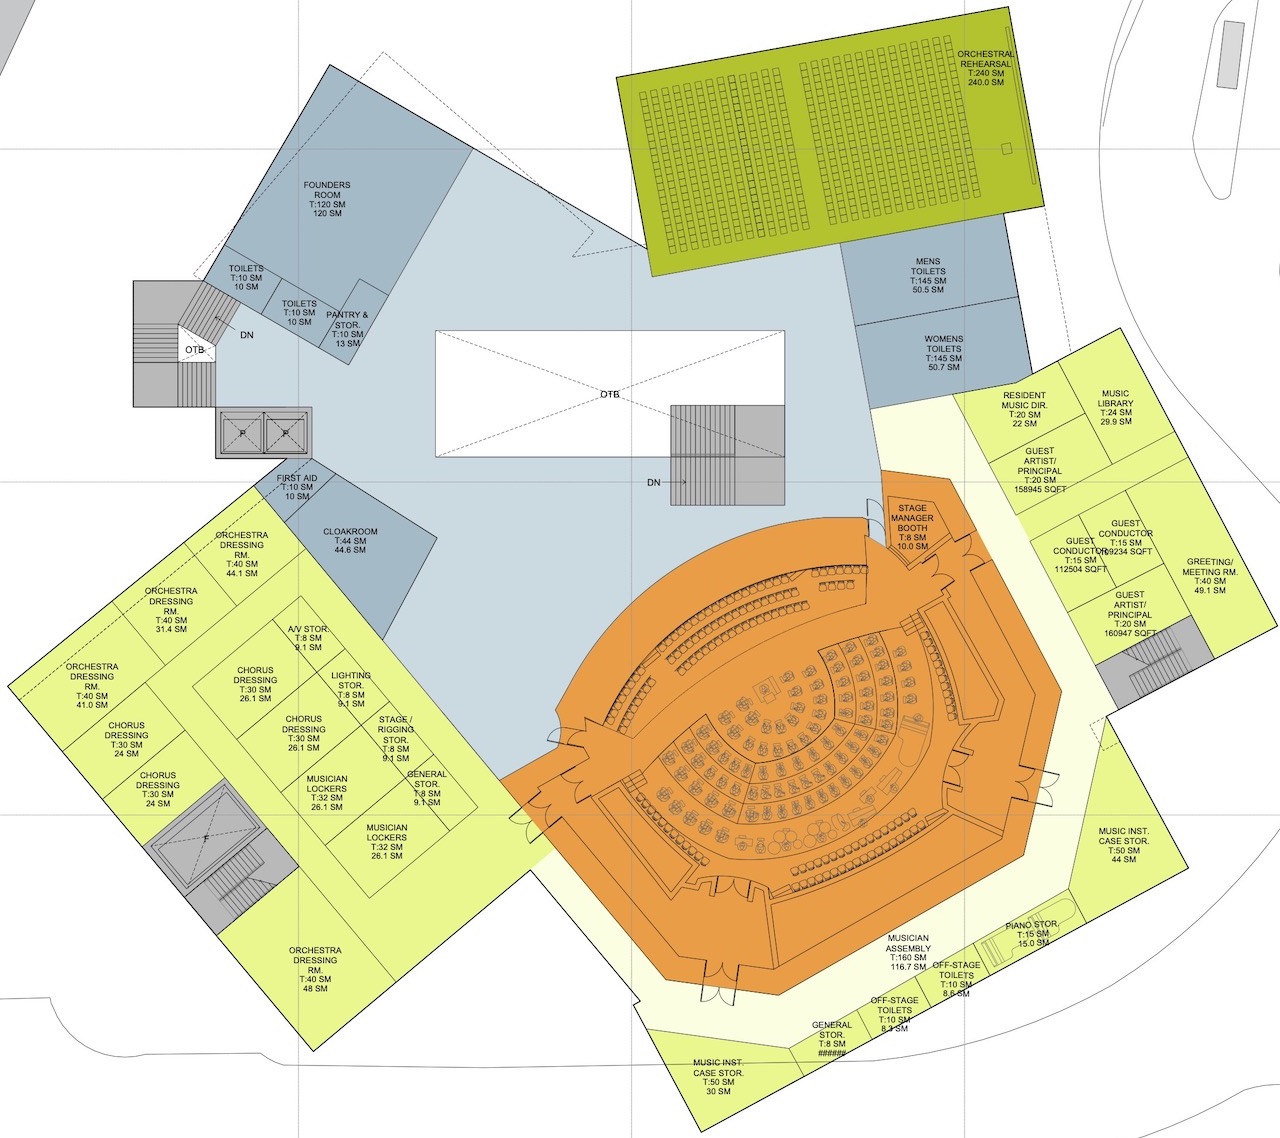 ORCHESTRAL
REHEARSAL
T:240 SM
240.0 SM
FOUNDERS
ROOM
T:120 SM
120 SM
TOILETS
T:10 SM
10 SM
TOILETS
T:10 SM
10 SM
PANTRY &
STOR.
T:10 SM
13 SM
DN
OTB
MENS
TOILETS
T:145 SM
50.5 SM
WOMENS
TOILETS
T:145 SM
50.7 SM
OTB
DN
P
P
RESIDENT
MUSIC DIR.
T:20 SM
22 SM
MUSIC
LIBRARY
T:24 SM
29.9 SM
GUEST
ARTIST/
PRINCIPAL
T:20 SM
158945 SQFT
FIRST AID
T:10 SM
10 SM
CLOAKROOM
T:44 SM
44.6 SM
STAGE
MANAGER
BOOTH
T:8 SM
10.0 SM
GUEST
CONDUCTOR
T:15 SM
109234 SQFT
GUEST
CONDUCTOR
T:15 SM
112504 SQFT
GREETING/
MEETING RM.
T:40 SM
49.1 SM
GUEST
ARTIST/
PRINCIPAL
T:20 SM
160947 SQFT
ORCHESTRA
DRESSING
RM.
T:40 SM
44.1 SM
ORCHESTRA
DRESSING
RM.
T:40 SM
31.4 SM
ORCHESTRA
DRESSING
RM.
T:40 SM
41.0 SM
A/V STOR.
T:8 SM
9.1 SM
CHORUS
DRESSING
T:30 SM
26.1 SM
LIGHTING
STOR.
T:8 SM
9.1 SM
CHORUS
DRESSING
T:30 SM
24 SM
CHORUS
DRESSING
T:30 SM
26.1 SM
STAGE /
RIGGING
STOR.
T:8 SM
9.1 SM
CHORUS
DRESSING
T:30 SM
24 SM
MUSICIAN
LOCKERS
T:32 SM
26.1 SM
GENERAL
STOR.
T:8 SM
9.1 SM
MUSICIAN
LOCKERS
T:32 SM
26.1 SM
F
ORCHESTRA
DRESSING
RM.
T:40 SM
48 SM
MUSIC INST.
CASE STOR.
T:50 SM
44 SM
PIANO STOR.
T:15 SM
15.0 SM
MUSICIAN
ASSEMBLY
T:160 SM
116.7 SM
OFF-STAGE
TOILETS
T:10 SM
8.6 SM
OFF-STAGE
TOILETS
T:10 SM
8.3 SM
GENERAL
STOR.
T:8 SM
######
MUSIC INST.
CASE STOR.
T:50 SM
30 SM